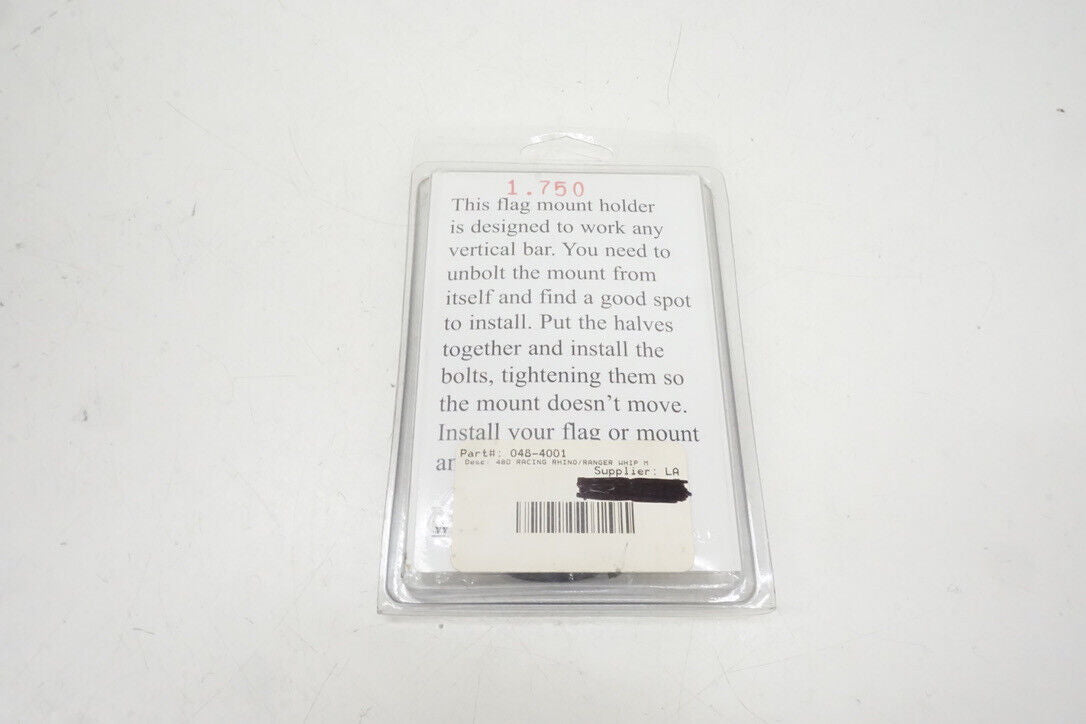 1.750
This flag mount holder
is designed to work any
vertical bar. You need to
unbolt the mount from
itself and find a good spot
to install. Put the halves
together and install the
bolts, tightening them so
the mount doesn't move.
Install your flag or mount
Part#: 048-4001
Desc: 48D RACING RHINO/RANGER WHIP M
Supplier: LA